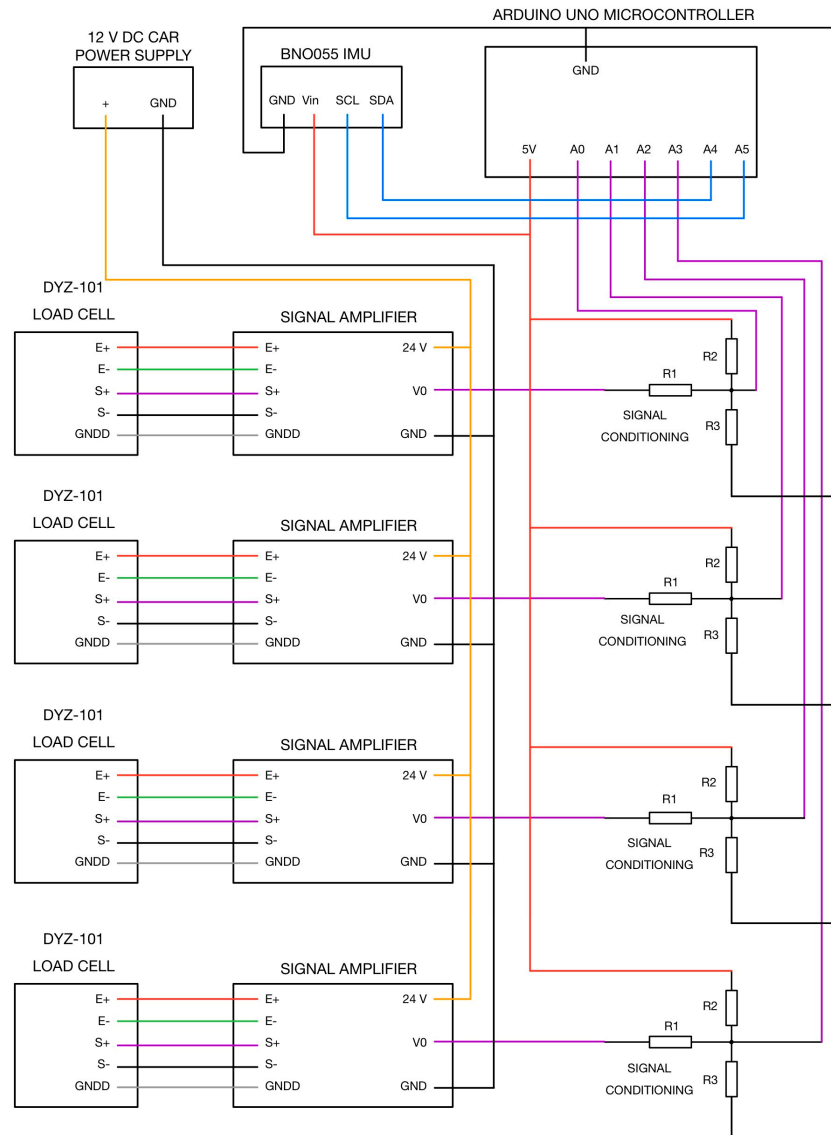 ARDUINO UNO MICROCONTROLLER
12 V DC CAR
POWER SUPPLY
BNO055 IMU
GND
+ GND
GND Vin SCL SDA
5V A0 A1 A2 A3 A4 A5
DYZ-101
LOAD CELL
SIGNAL AMPLIFIER
E+ E+ 24 V
E- E-
S+ S+ V0
S- S-
GNDD GNDD GND
R2
R1
SIGNAL
CONDITIONING
R3
DYZ-101
LOAD CELL
SIGNAL AMPLIFIER
E+ E+ 24 V
E- E-
S+ S+ V0
S- S-
GNDD GNDD GND
R2
R1
SIGNAL
CONDITIONING
R3
DYZ-101
LOAD CELL
SIGNAL AMPLIFIER
E+ E+ 24 V
E- E-
S+ S+ V0
S- S-
GNDD GNDD GND
R2
R1
SIGNAL
CONDITIONING
R3
DYZ-101
LOAD CELL
SIGNAL AMPLIFIER
E+ E+ 24 V
E- E-
S+ S+ V0
S- S-
GNDD GNDD GND
R2
R1
SIGNAL
CONDITIONING
R3